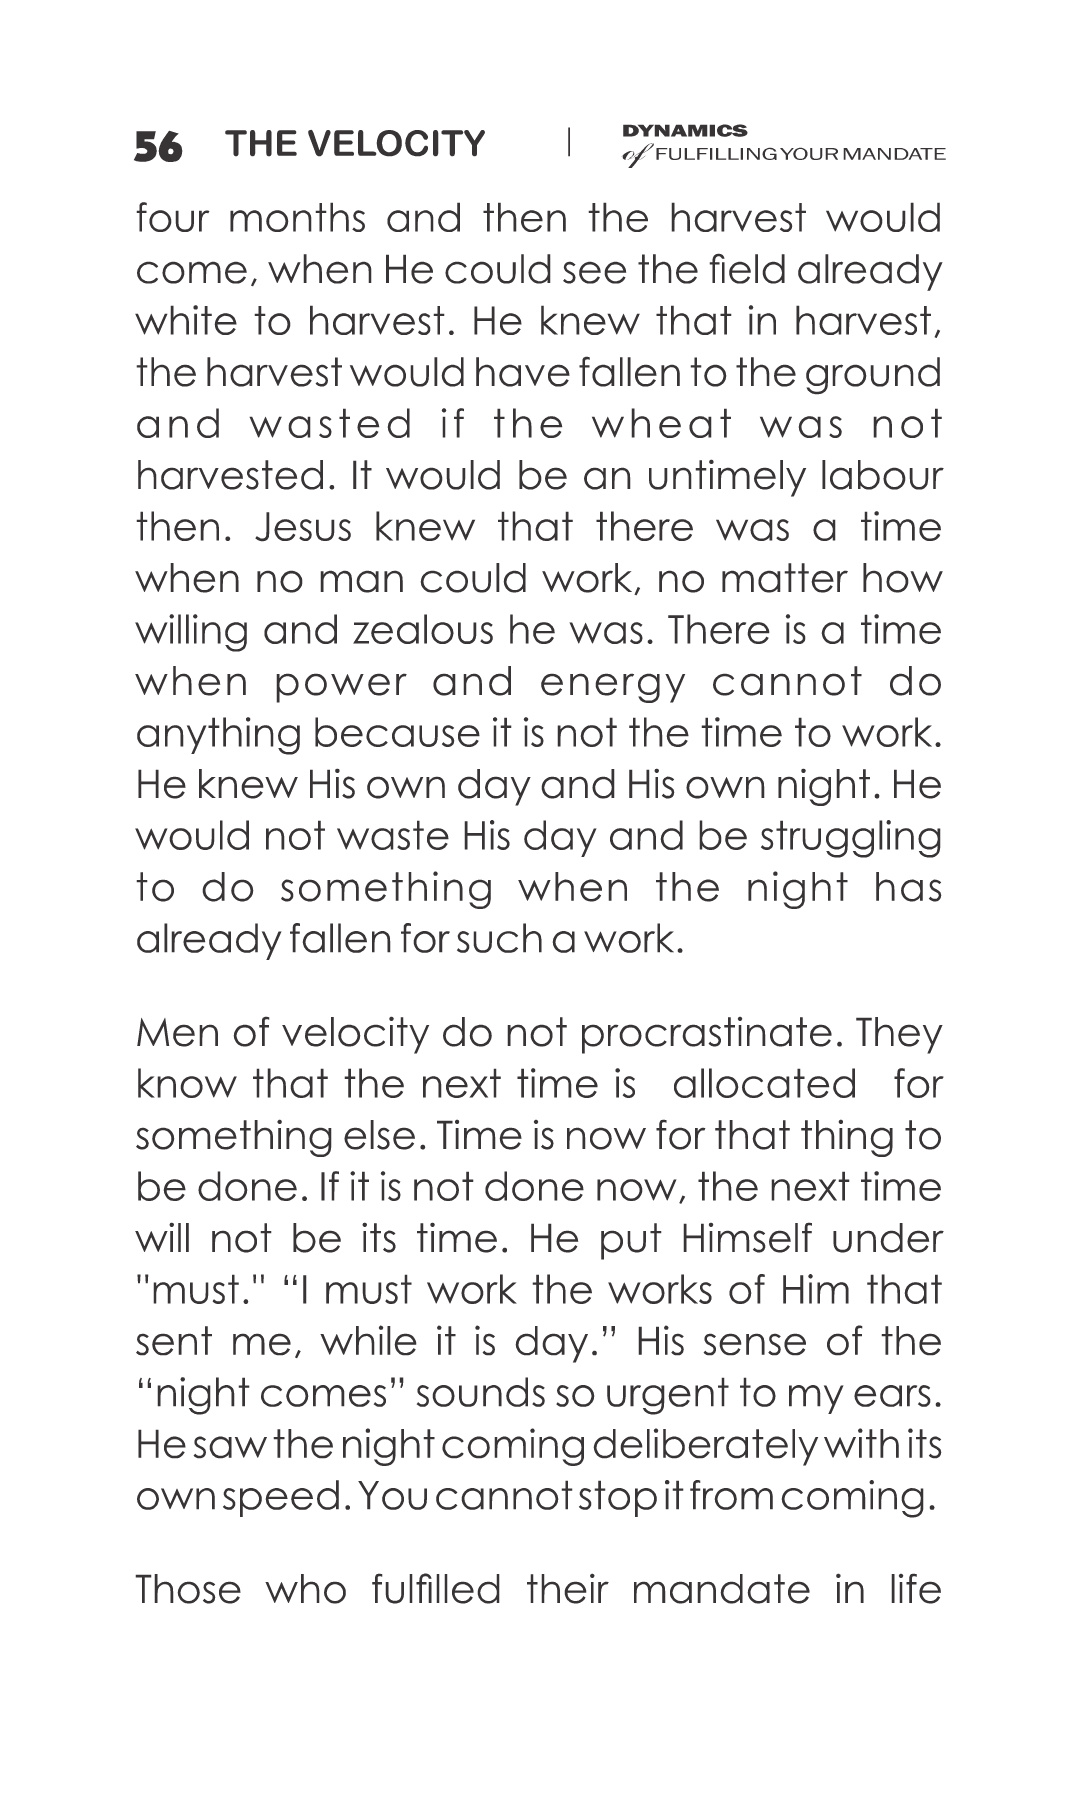 56 THE VELOCITY | DYNAMICS
of FULFILLING YOUR MANDATE
four months and then the harvest would
come, when He could see the field already
white to harvest. He knew that in harvest,
the harvest would have fallen to the ground
and wasted if the wheat was not
harvested. It would be an untimely labour
then. Jesus knew that there was a time
when no man could work, no matter how
willing and zealous he was. There is a time
when power and energy cannot do
anything because it is not the time to work.
He knew His own day and His own night. He
would not waste His day and be struggling
to do something when the night has
already fallen for such a work.
Men of velocity do not procrastinate. They
know that the next time is allocated for
something else. Time is now for that thing to
be done. If it is not done now, the next time
will not be its time. He put Himself under
"must." “I must work the works of Him that
sent me, while it is day.” His sense of the
“night comes” sounds so urgent to my ears.
He saw the night coming deliberately with its
own speed. You cannot stop it from coming.
Those who fulfilled their mandate in life